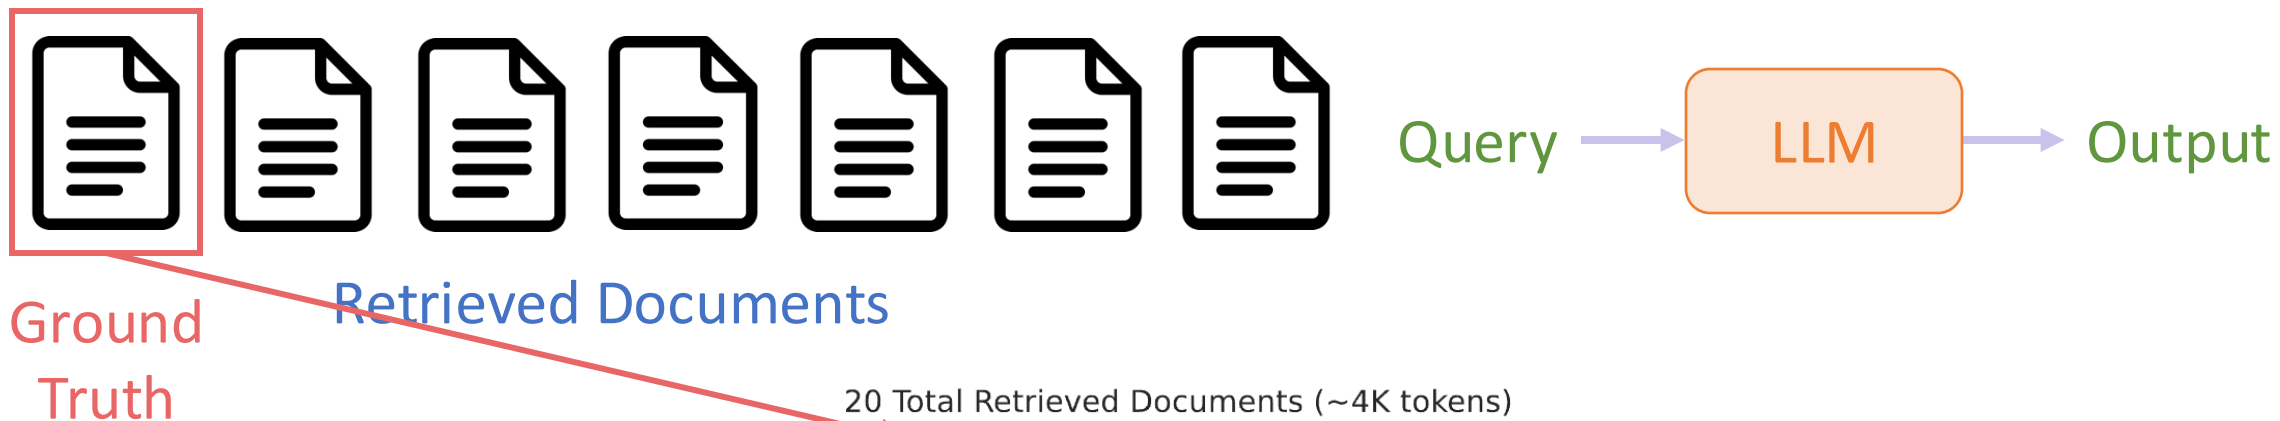 Query
LLM
Output
Retrieved Documents
Ground
Truth
20 Total Retrieved Documents (~4K tokens)